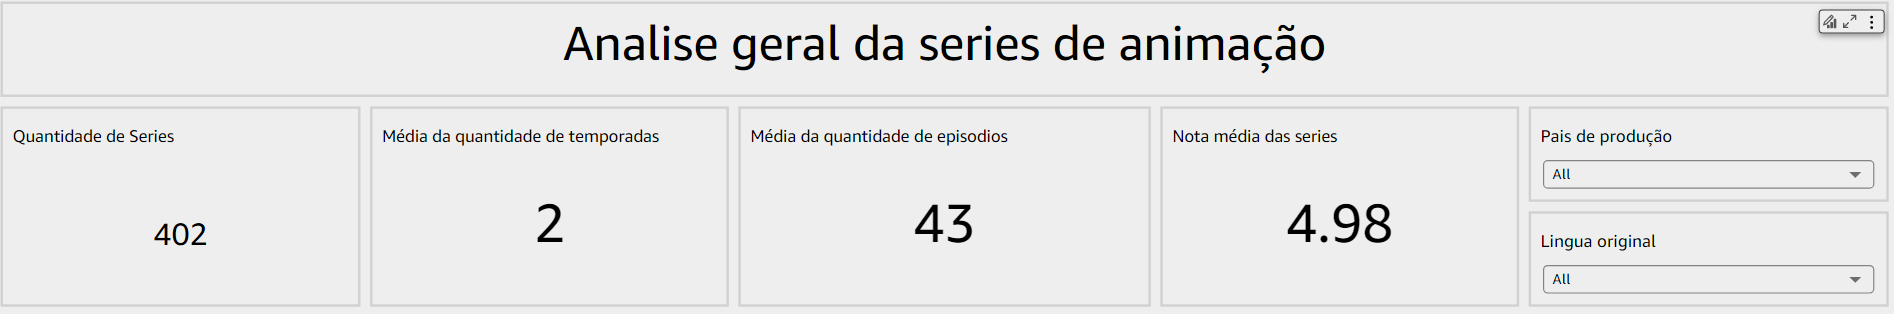 Analise geral da series de animação
Quantidade de Series
402
Média da quantidade de temporadas
2
Média da quantidade de episodios
43
Nota média das series
4.98
Pais de produção
All
Lingua original
All